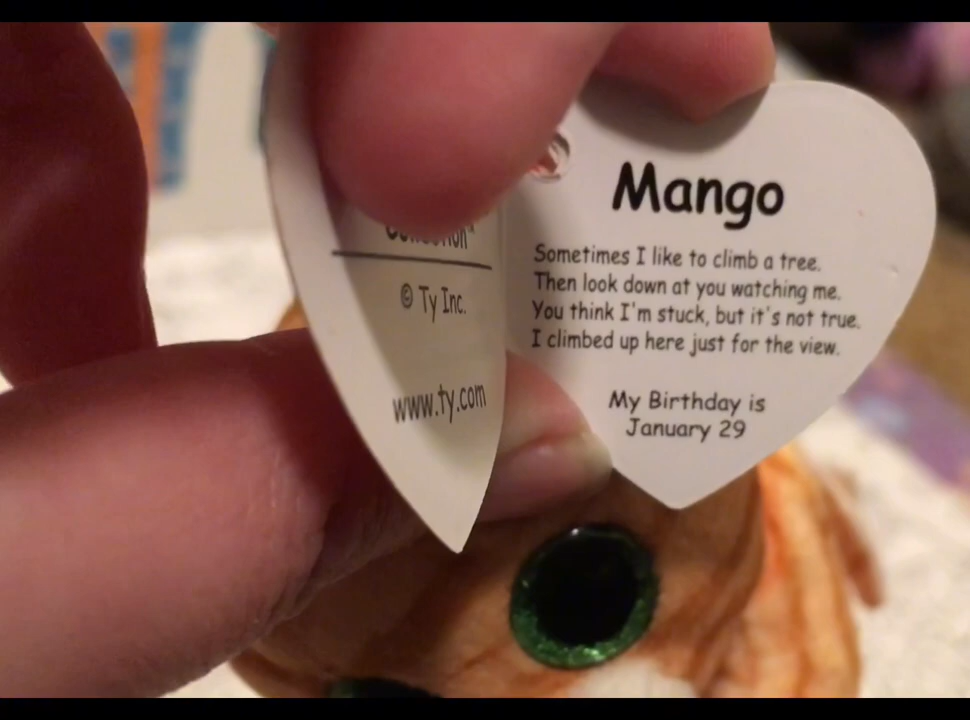 Collection™
© Ty Inc.
www.ty.com
Mango
Sometimes I like to climb a tree.
Then look down at you watching me.
You think I'm stuck, but it's not true.
I climbed up here just for the view.
My Birthday is
January 29